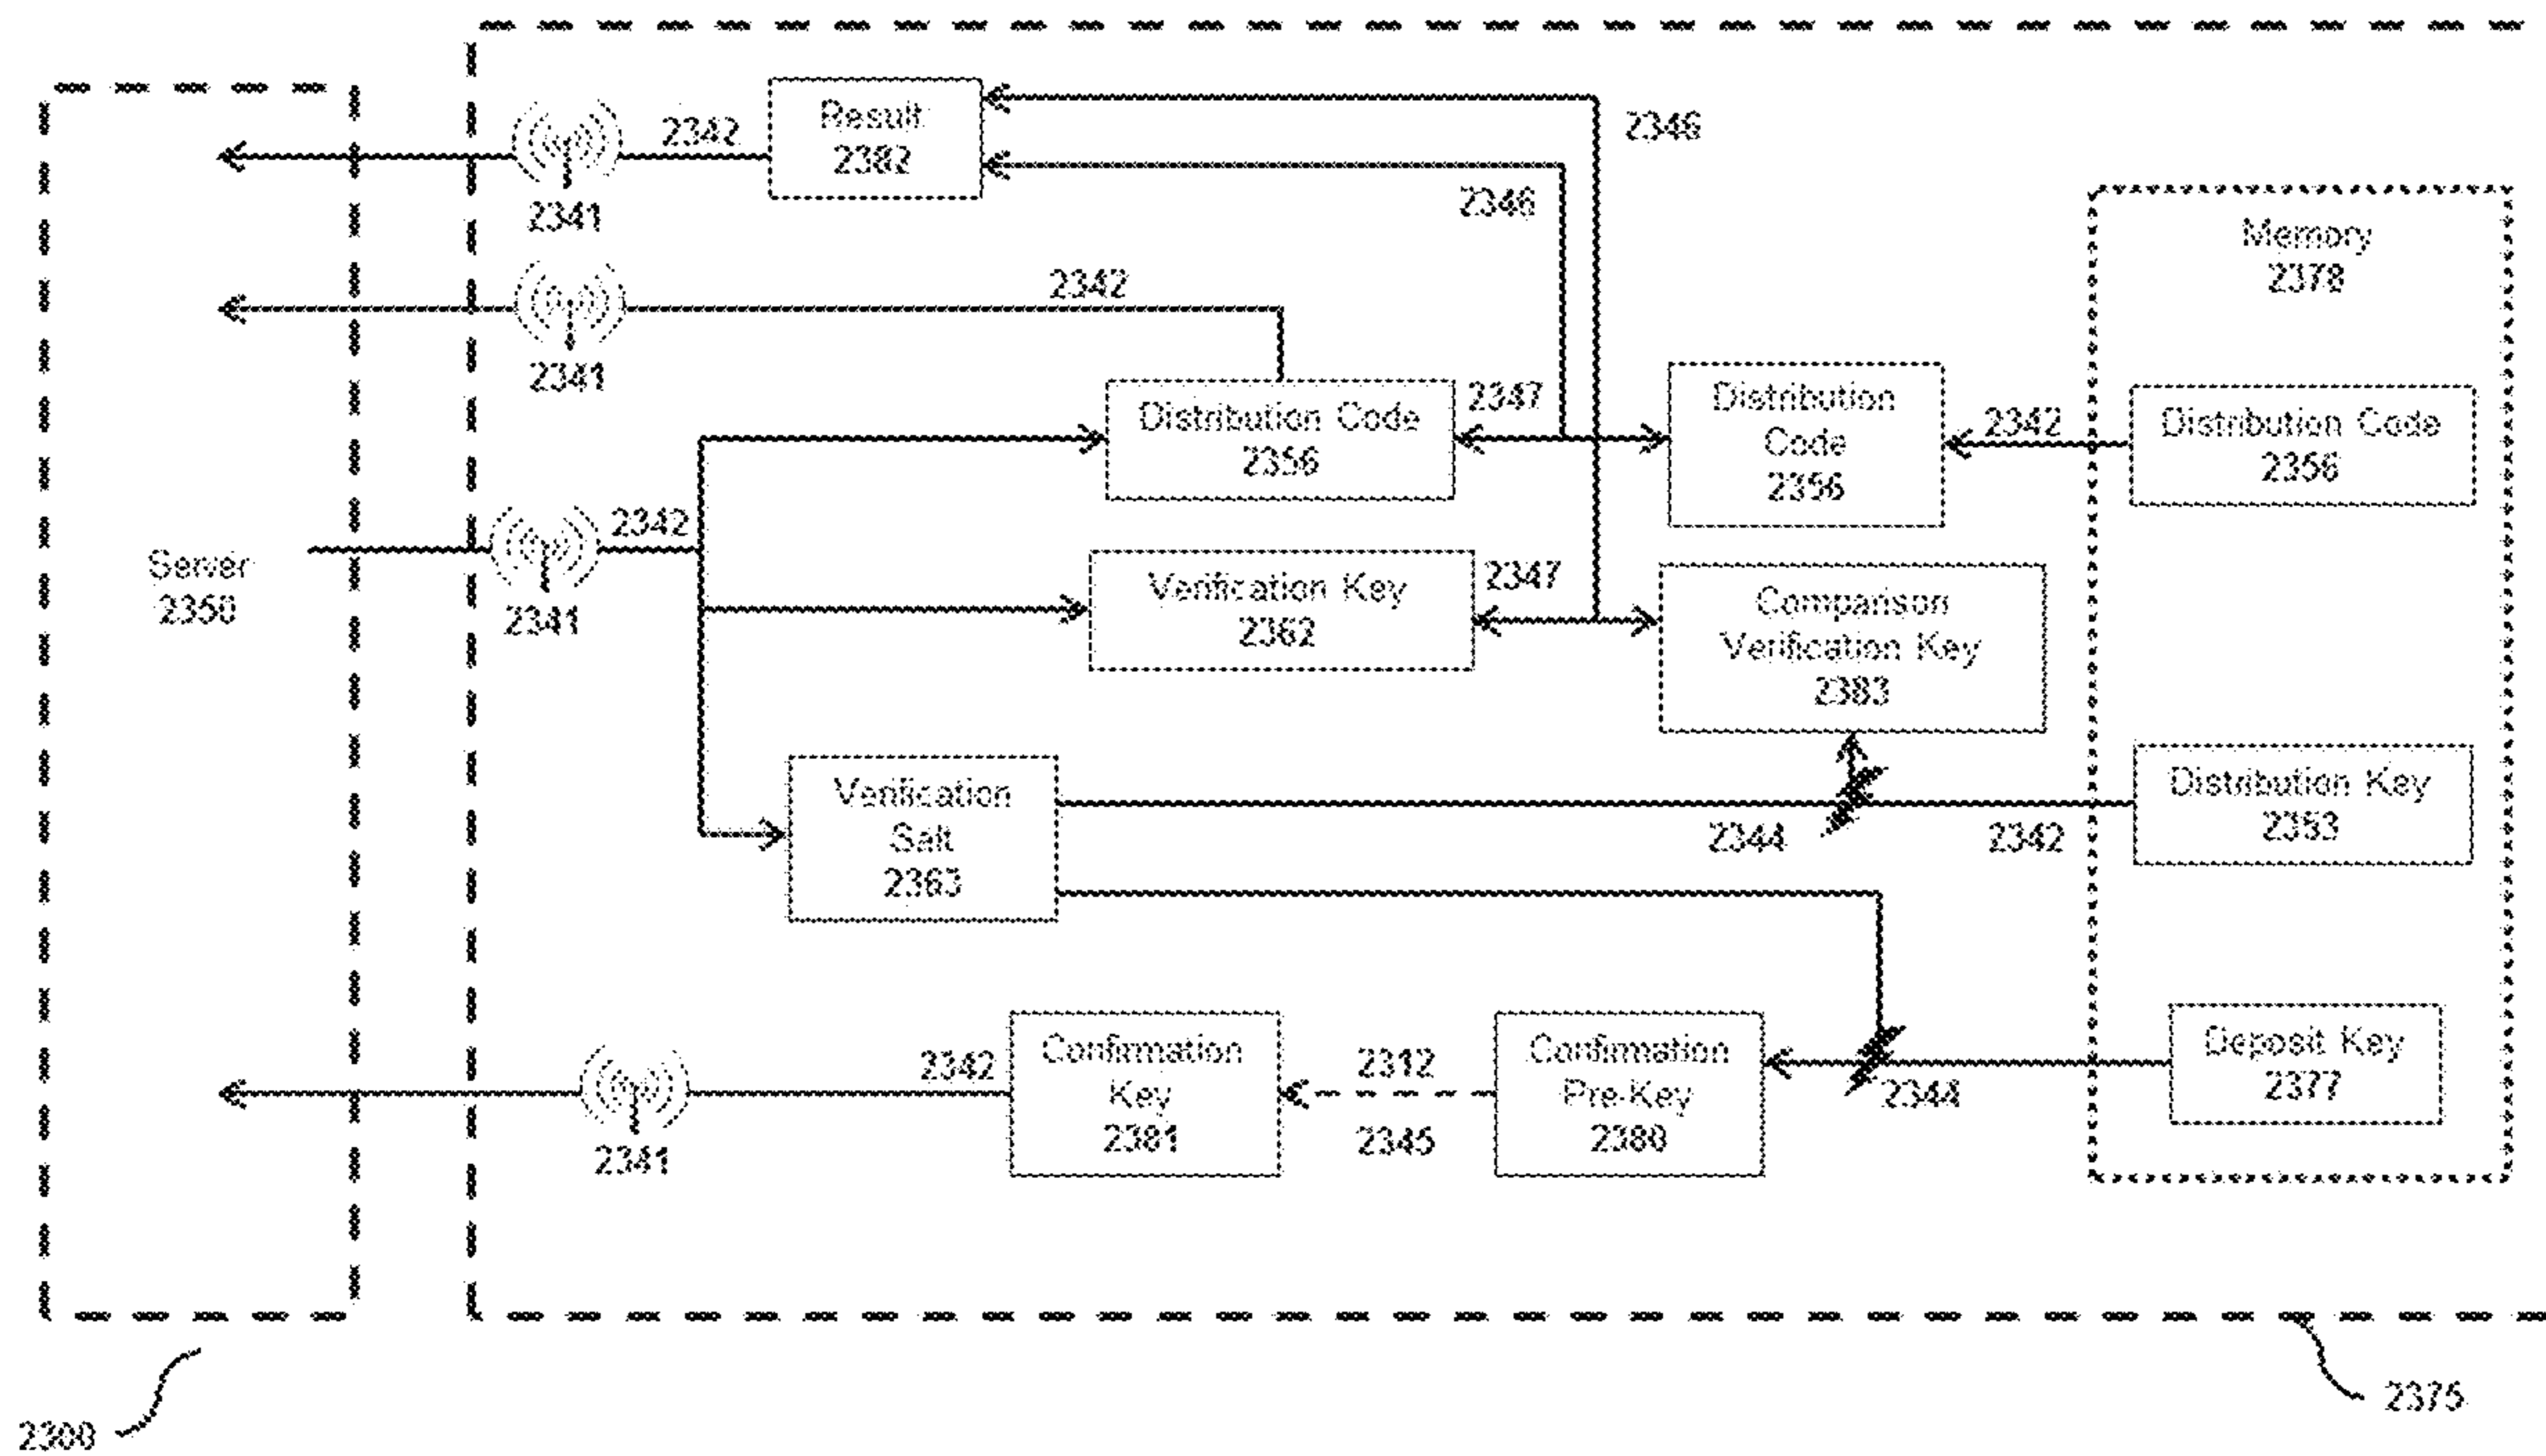 Result
2382
2342
2341
2346
2346
Memory
2378
2342
2341
Distribution Code
2356
2347
Distribution
Code
2356
2342
Distribution Code
2356
Server
2350
2342
2341
Verification Key
2362
2347
Comparison
Verification Key
2383
Verification
Salt
2363
2344
2342
Distribution Key
2353
Confirmation
Key
2381
2342
2341
2312
2345
Confirmation
Pre-Key
2380
2344
Deposit Key
2377
2300
2375